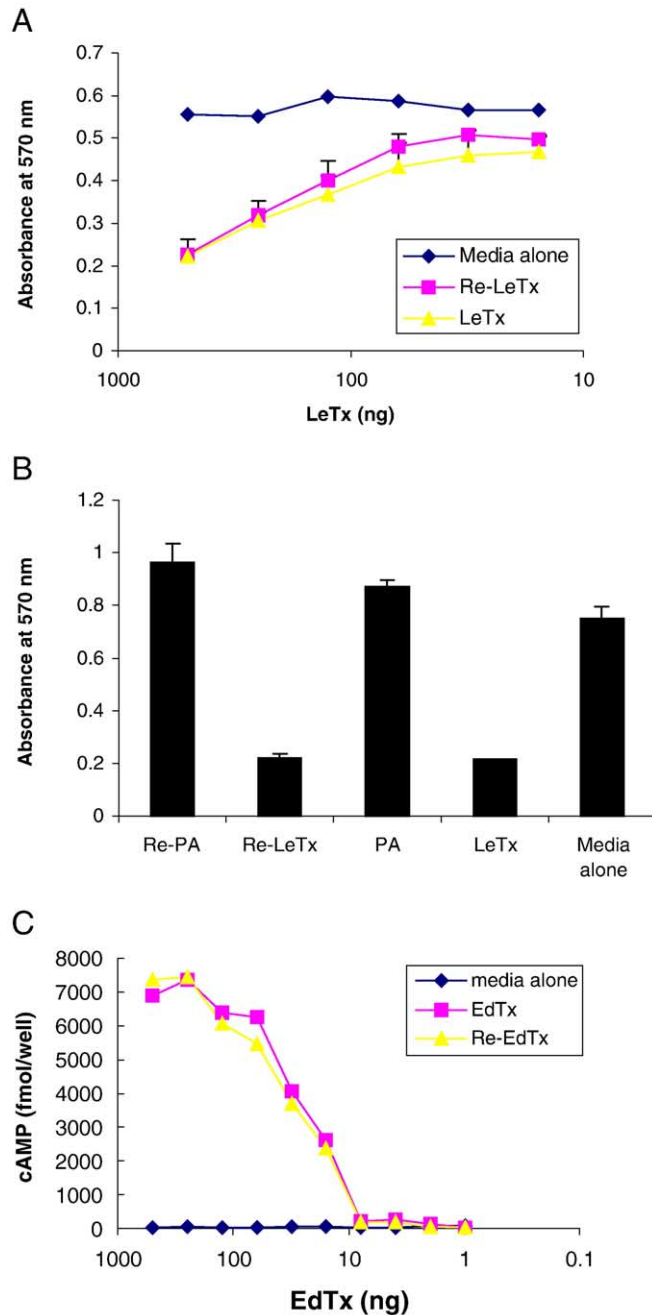 A
0.7
0.6
0.5
0.4
0.3
0.2
0.1
0
Absorbance at 570 nm
Media alone
Re-LeTx
LeTx
1000 100 10
LeTx (ng)
B
1.2
1
0.8
0.6
0.4
0.2
0
Absorbance at 570 nm
Re-PA Re-LeTx PA LeTx Media
alone
C
8000
7000
6000
5000
4000
3000
2000
1000
0
cAMP (fmol/well)
media alone
EdTx
Re-EdTx
1000 100 10 1 0.1
EdTx (ng)